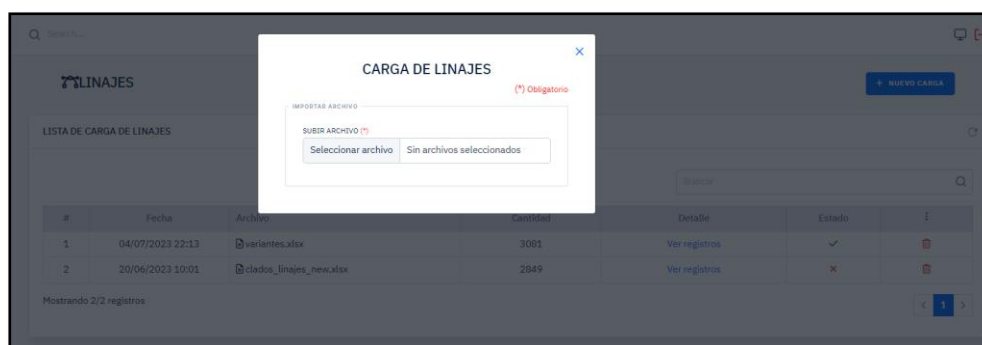 Search...
CARGA DE LINAJES
(*) Obligatorio
LINAJES
+ NUEVO CARGA
IMPORTAR ARCHIVO
SUBIR ARCHIVO (*)
Seleccionar archivo Sin archivos seleccionados
LISTA DE CARGA DE LINAJES
Buscar
# Fecha Archivo Cantidad Detalle Estado
1 04/07/2023 22:13 variantes.xlsx 3081 Ver registros
2 20/06/2023 10:01 clados_linajes_new.xlsx 2849 Ver registros
Mostrando 2/2 registros
< 1 >